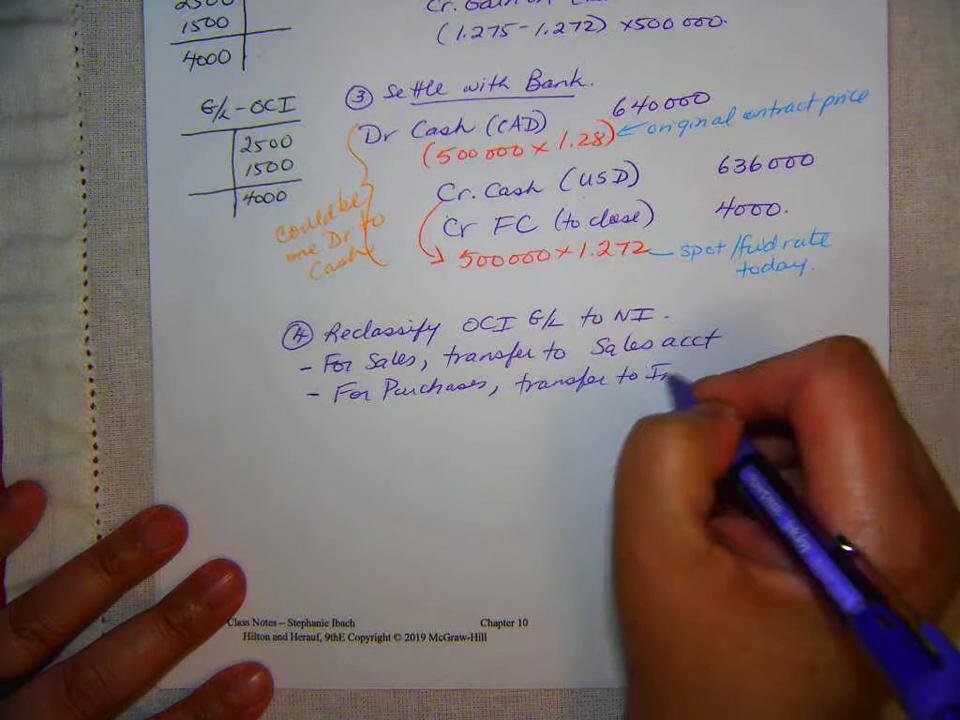 2500
1500
4000
Cr.
(1.275-1.272) x500 000.
G/L-OCI
2500
1500
4000
③ Settle with Bank.
Dr Cash (CAD) 640000
(500 000 x 1.28) original contract price
Cr. Cash (USD) 636000
Cr FC (to close) 4000.
500000 x 1.272 spot/fwd rate
today.
could be
one Dr to
Cash
④ Reclassify OCI G/L to NI.
- For Sales, transfer to Sales acct
- For Purchases, transfer to
Class Notes – Stephanie Ibach Chapter 10
Hilton and Herauf, 9thE Copyright © 2019 McGraw-Hill